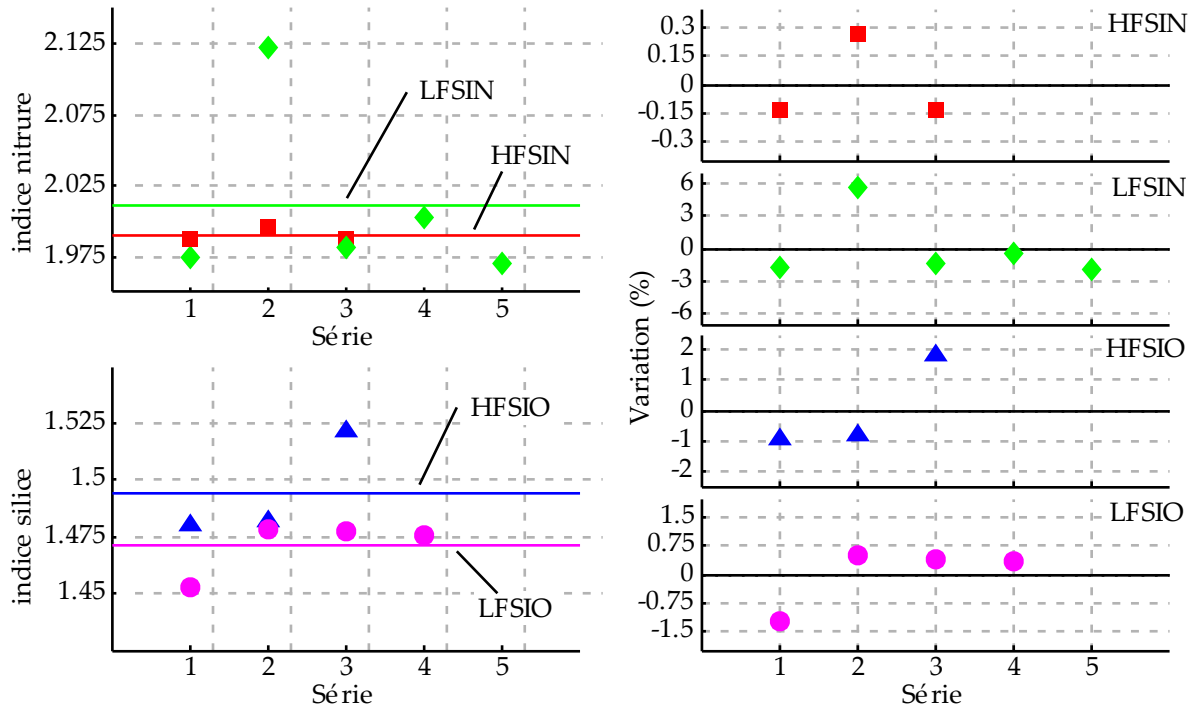 indice nitrure
2.125
2.075
2.025
1.975
LFSIN
HFSIN
1 2 3 4 5
Série
indice silice
1.525
1.5
1.475
1.45
HFSIO
LFSIO
1 2 3 4 5
Série
Variation (%)
HFSIN
0.3
0.15
0
-0.15
-0.3
LFSIN
6
3
0
-3
-6
HFSIO
2
1
0
-1
-2
LFSIO
1.5
0.75
0
-0.75
-1.5
1 2 3 4 5
Série